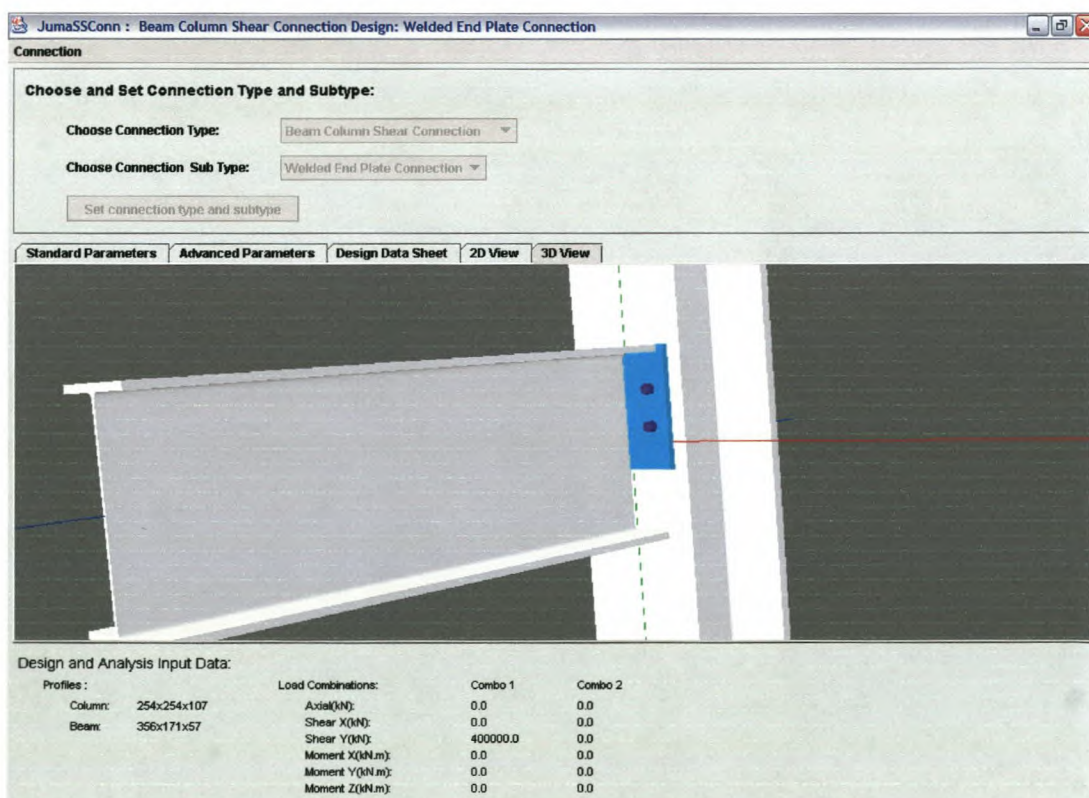 JumaSSConn : Beam Column Shear Connection Design: Welded End Plate Connection
Connection
Choose and Set Connection Type and Subtype:
Choose Connection Type: Beam Column Shear Connection
Choose Connection Sub Type: Welded End Plate Connection
Set connection type and subtype
Standard Parameters Advanced Parameters Design Data Sheet 2D View 3D View
Design and Analysis Input Data:
Profiles : Load Combinations: Combo 1 Combo 2
Column: 254x254x107 Axial(kN): 0.0 0.0
Beam: 356x171x57 Shear X(kN): 0.0 0.0
Shear Y(kN): 400000.0 0.0
Moment X(kN.m): 0.0 0.0
Moment Y(kN.m): 0.0 0.0
Moment Z(kN.m): 0.0 0.0